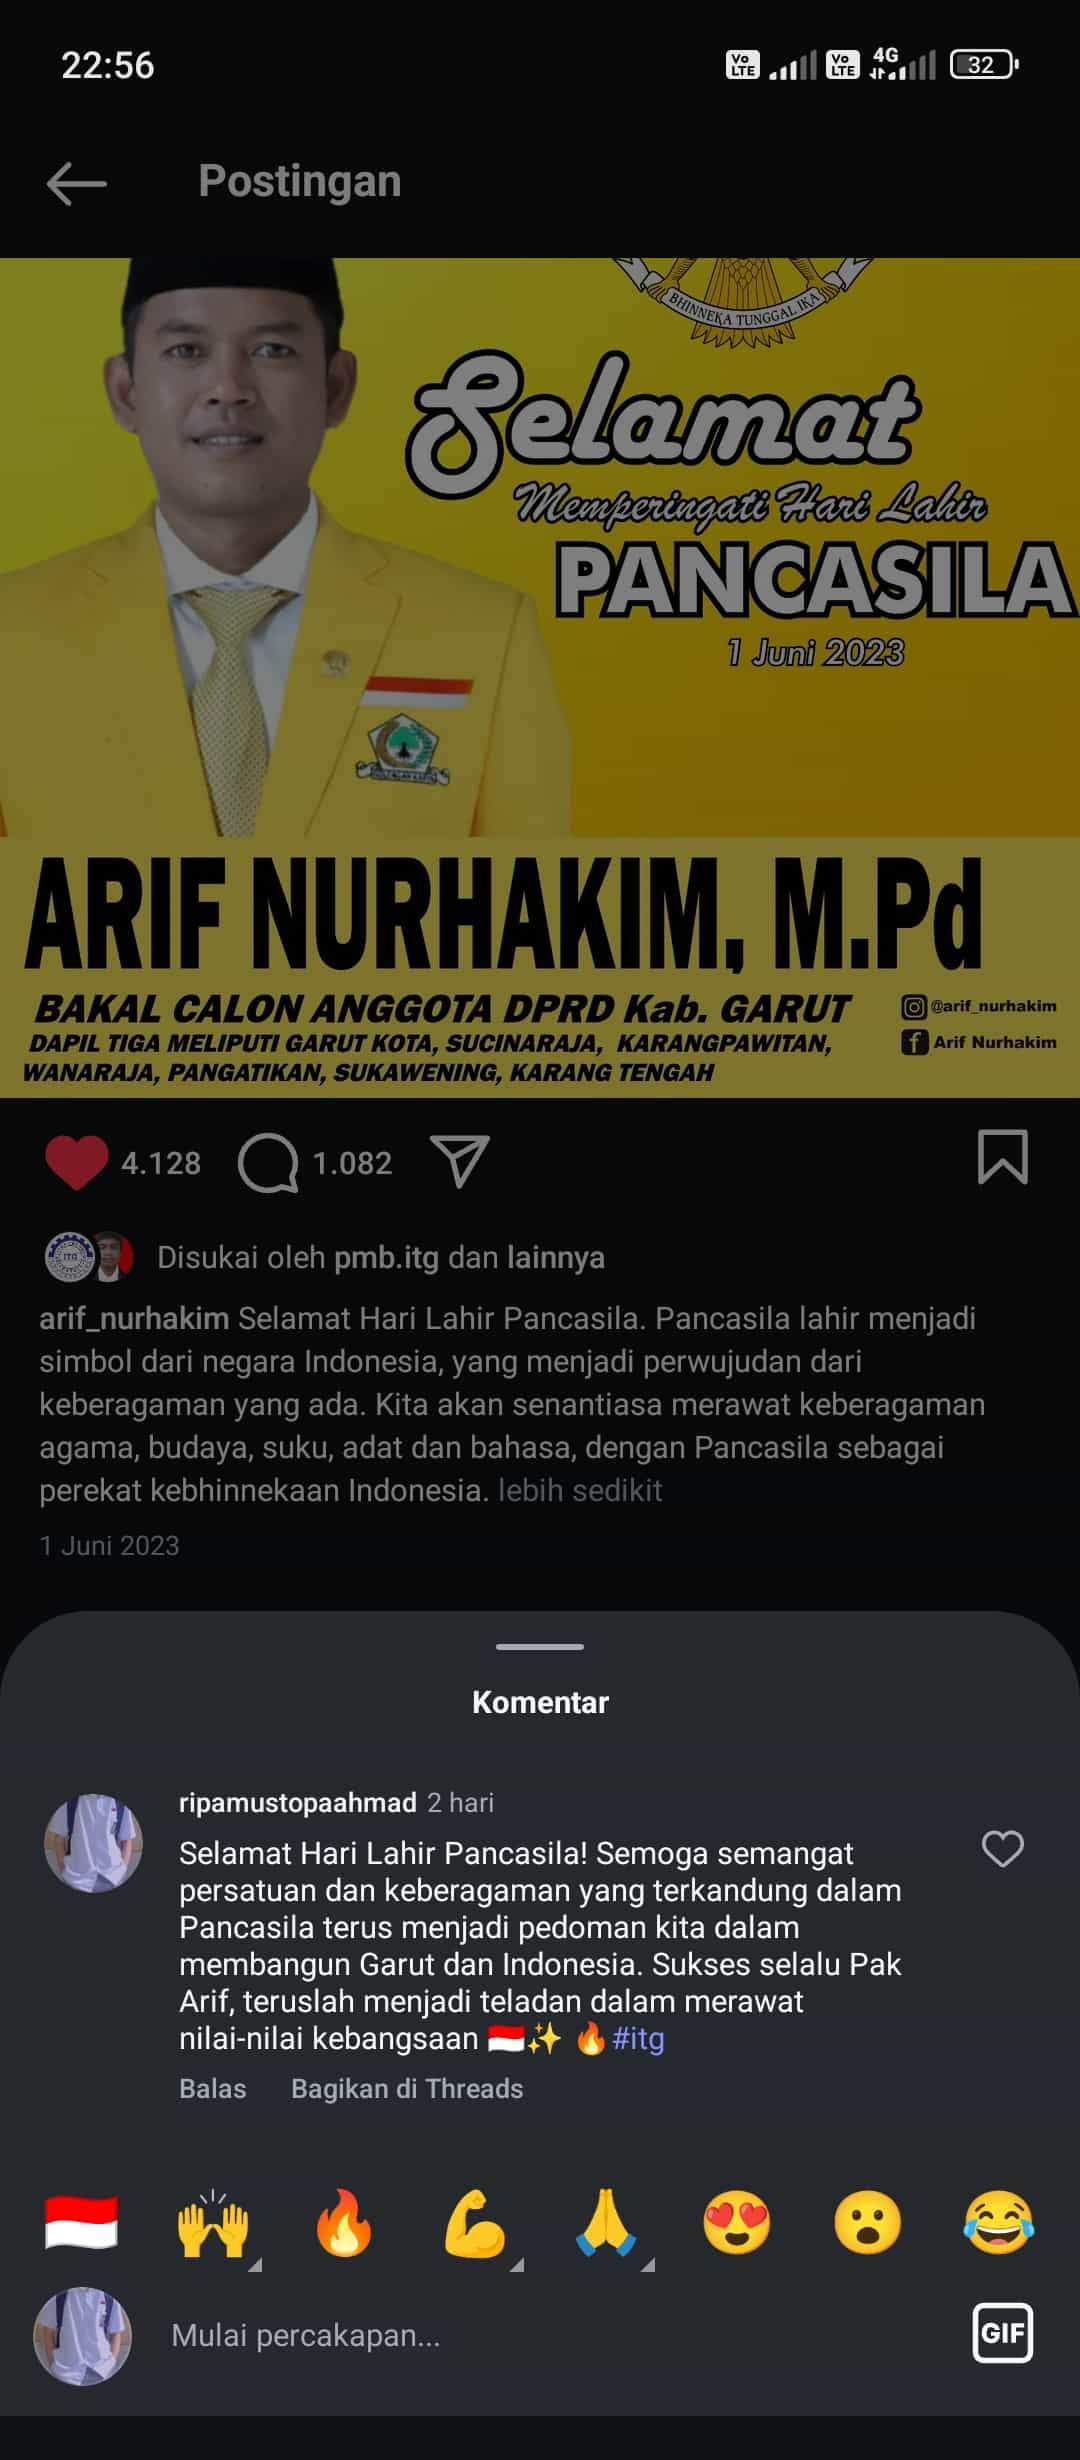 22:56
Vo LTE Vo LTE 4G 32
Postingan
BHINNEKA TUNGGAL IKA
Selamat
Memperingati Hari Lahir
PANCASILA
1 Juni 2023
ARIF NURHAKIM, M.Pd
BAKAL CALON ANGGOTA DPRD Kab. GARUT
DAPIL TIGA MELIPUTI GARUT KOTA, SUCINARAJA, KARANGPAWITAN,
WANARAJA, PANGATIKAN, SUKAWENING, KARANG TENGAH
@arif_nurhakim
Arif Nurhakim
4.128 1.082
ITG
Disukai oleh pmb.itg dan lainnya
arif_nurhakim Selamat Hari Lahir Pancasila. Pancasila lahir menjadi
simbol dari negara Indonesia, yang menjadi perwujudan dari
keberagaman yang ada. Kita akan senantiasa merawat keberagaman
agama, budaya, suku, adat dan bahasa, dengan Pancasila sebagai
perekat kebhinnekaan Indonesia. lebih sedikit
1 Juni 2023
Komentar
ripamustopaahmad 2 hari
Selamat Hari Lahir Pancasila! Semoga semangat
persatuan dan keberagaman yang terkandung dalam
Pancasila terus menjadi pedoman kita dalam
membangun Garut dan Indonesia. Sukses selalu Pak
Arif, teruslah menjadi teladan dalam merawat
nilai-nilai kebangsaan 🇮🇩✨ 🔥#itg
Balas Bagikan di Threads
🇮🇩 🙌 🔥 💪 🙏 😍 😮 😂
Mulai percakapan...
GIF